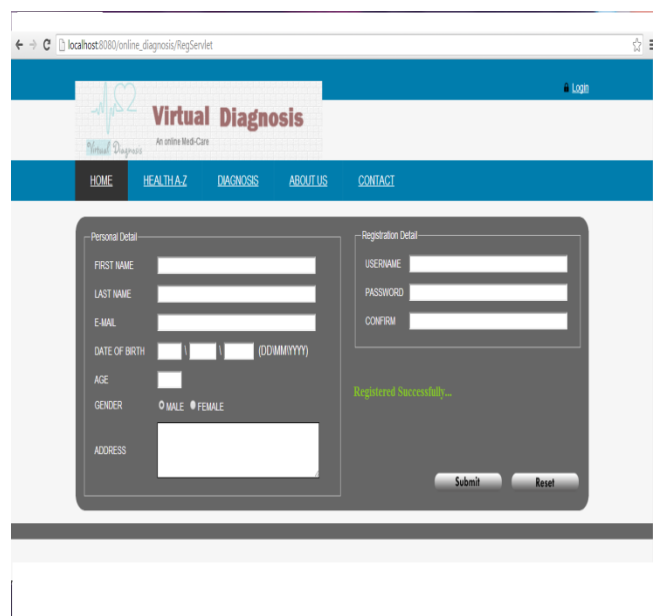 localhost:8080/online_diagnosis/RegServlet
Login
Virtual Diagnosis
An online Medi-Care
Virtual Diagnosis
HOME HEALTH A-Z DIAGNOSIS ABOUT US CONTACT
Personal Detail
FIRST NAME
LAST NAME
E-MAIL
DATE OF BIRTH \ \ (DD\MM\YYYY)
AGE
GENDER MALE FEMALE
ADDRESS
Registration Detail
USERNAME
PASSWORD
CONFIRM
Registered Successfully...
Submit Reset